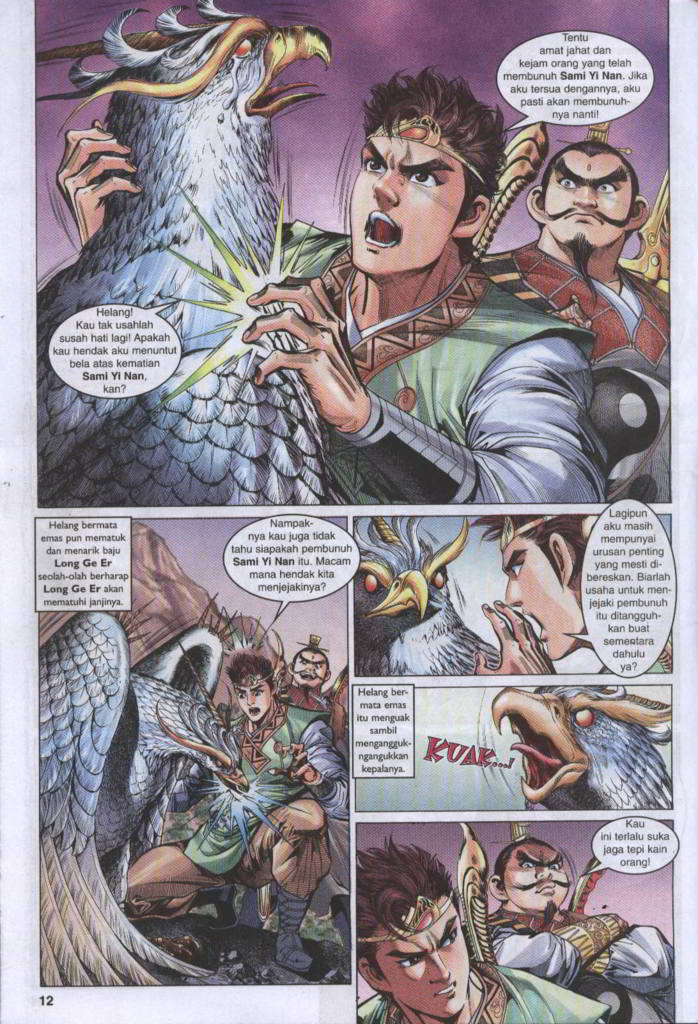 Tentu
amat jahat dan
kejam orang yang telah
membunuh Sami Yi Nan. Jika
aku tersua dengannya, aku
pasti akan membunuh-
nya nanti!
Helang!
Kau tak usahlah
susah hati lagi! Apakah
kau hendak aku menuntut
bela atas kematian
Sami Yi Nan,
kan?
Helang bermata
emas pun mematuk
dan menarik baju
Long Ge Er
seolah-olah berharap
Long Ge Er akan
mematuhi janjinya.
Nampak-
nya kau juga tidak
tahu siapakah pembunuh
Sami Yi Nan itu. Macam
mana hendak kita
menjejakinya?
Lagipun
aku masih
mempunyai
urusan penting
yang mesti di-
bereskan. Biarlah
usaha untuk men-
jejaki pembunuh
itu ditangguh-
kan buat
sementara
dahulu
ya?
Helang ber-
mata emas
itu menguak
sambil
mengangguk-
ngangukkan
kepalanya.
KUAK...!
Kau
ini terlalu suka
jaga tepi kain
orang!
12